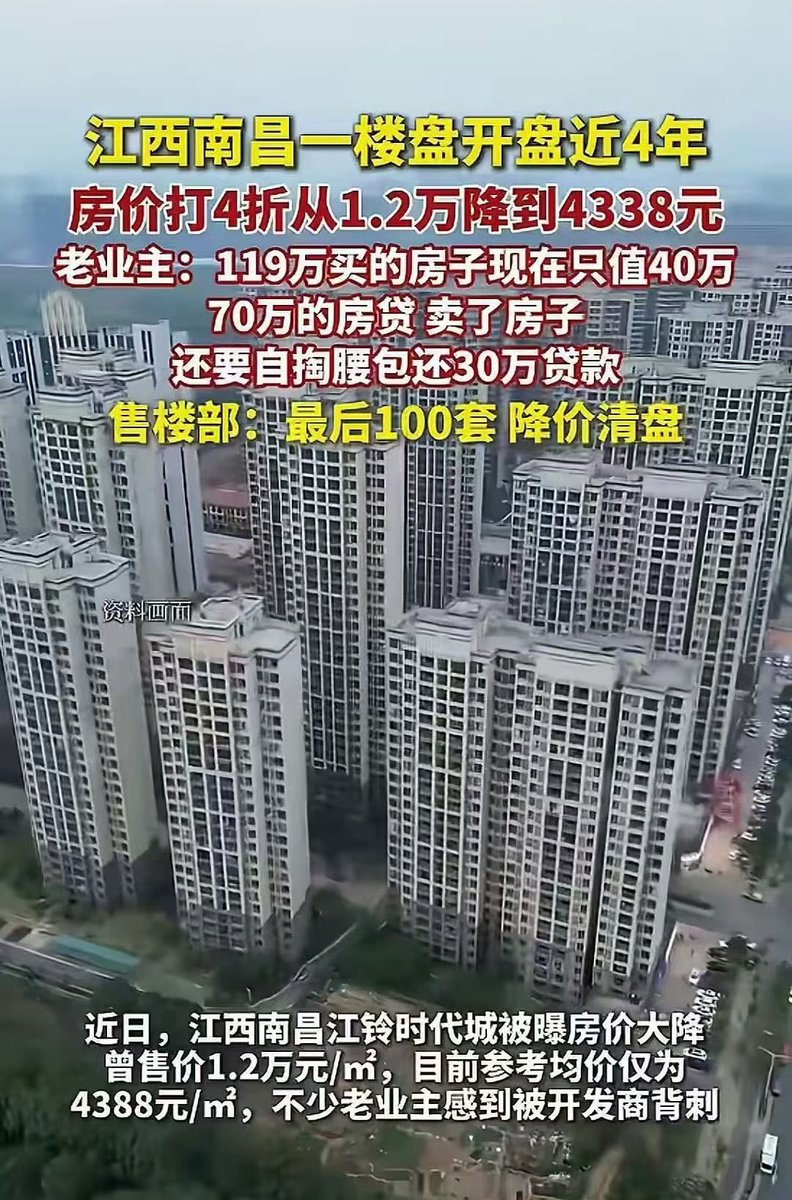 江西南昌一楼盘开盘近4年
房价打4折从1.2万降到4338元
老业主：119万买的房子现在只值40万
70万的房贷 卖了房子
还要自掏腰包还30万贷款
售楼部：最后100套 降价清盘
资料画面
近日，江西南昌江铃时代城被曝房价大降
曾售价1.2万元/㎡，目前参考均价仅为
4388元/㎡，不少老业主感到被开发商背刺